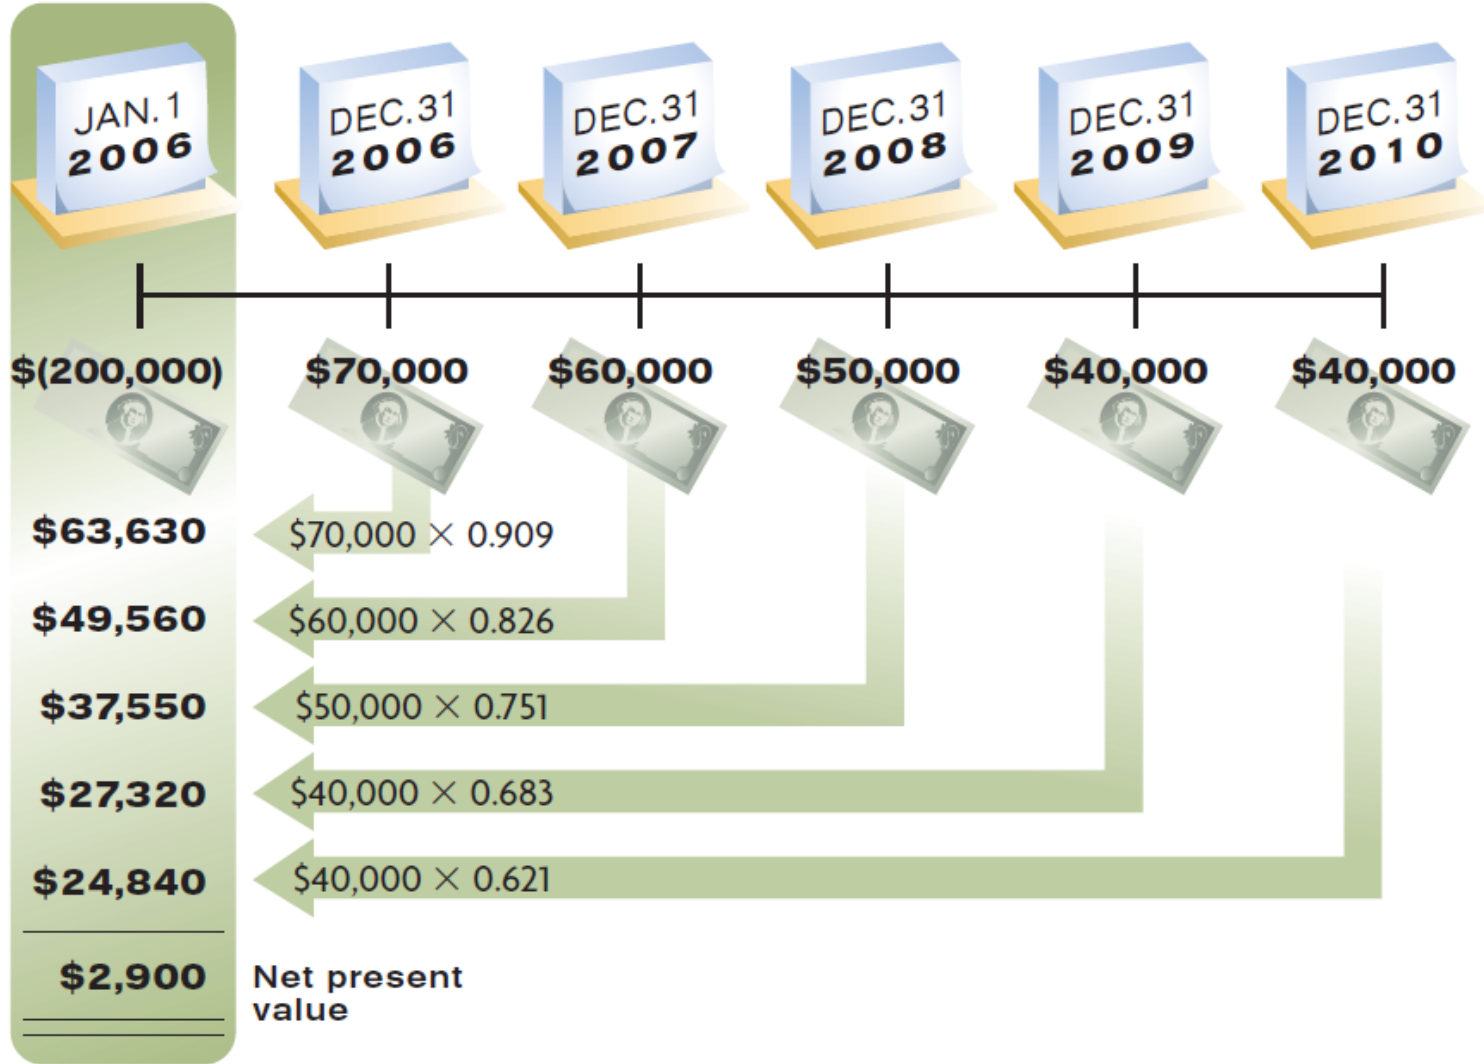 JAN.1
2006
DEC.31
2006
DEC.31
2007
DEC.31
2008
DEC.31
2009
DEC.31
2010
$(200,000) $70,000 $60,000 $50,000 $40,000 $40,000
$63,630 $70,000 × 0.909
$49,560 $60,000 × 0.826
$37,550 $50,000 × 0.751
$27,320 $40,000 × 0.683
$24,840 $40,000 × 0.621
$2,900 Net present
value